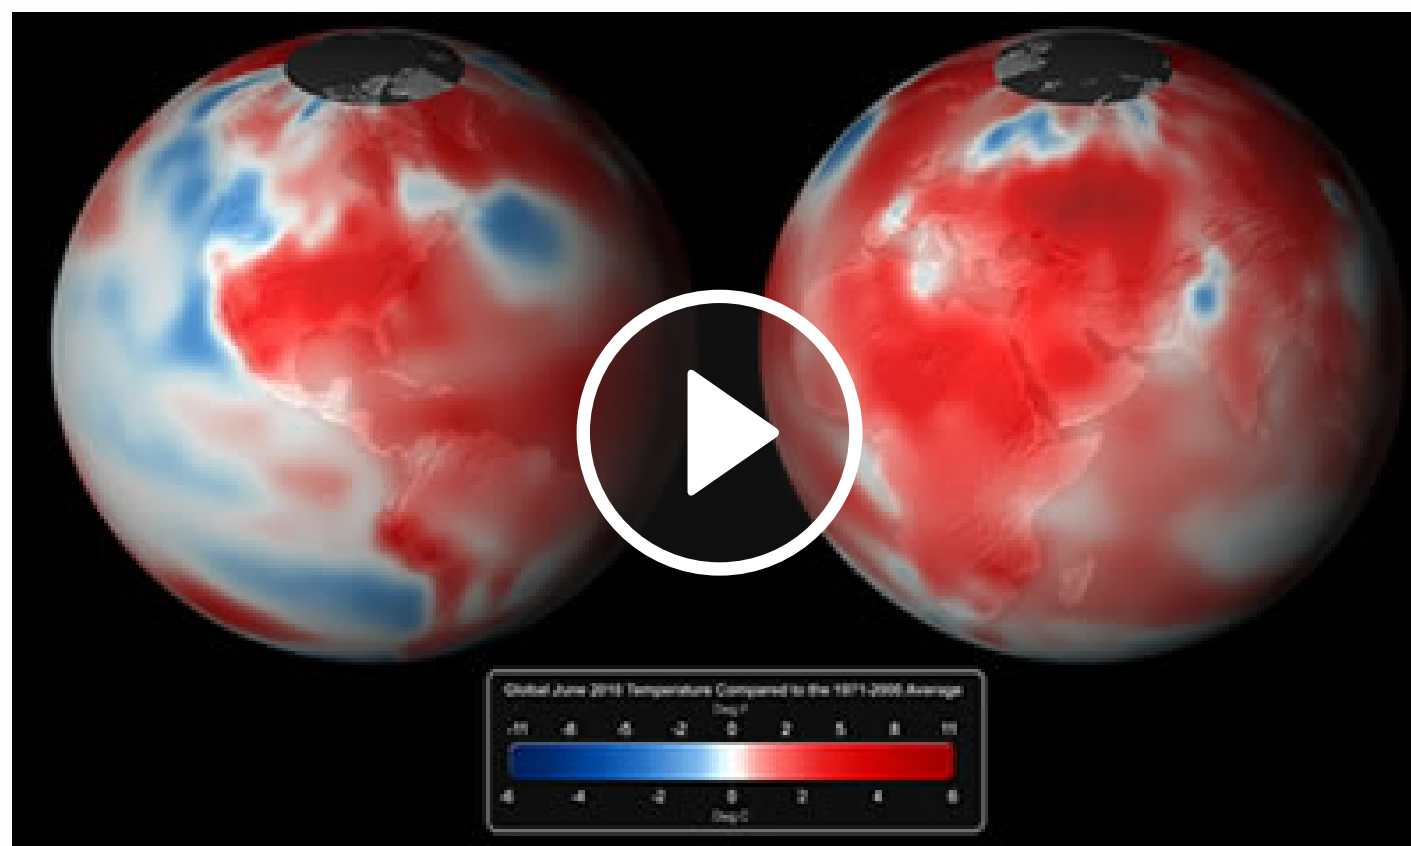 Global June 2010 Temperature Compared to the 1971-2000 Average
Deg F
-11 -8 -5 -2 0 2 5 8 11
-6 -4 -2 0 2 4 6
Deg C